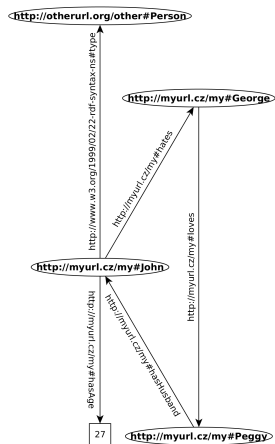 http://otherurl.org/other#Person
http://www.w3.org/1999/02/22-rdf-syntax-ns#type
http://myurl.cz/my#George
http://myurl.cz/my#hates
http://myurl.cz/my#loves
http://myurl.cz/my#John
http://myurl.cz/my#hasAge
http://myurl.cz/my#hasHusband
27
http://myurl.cz/my#Peggy